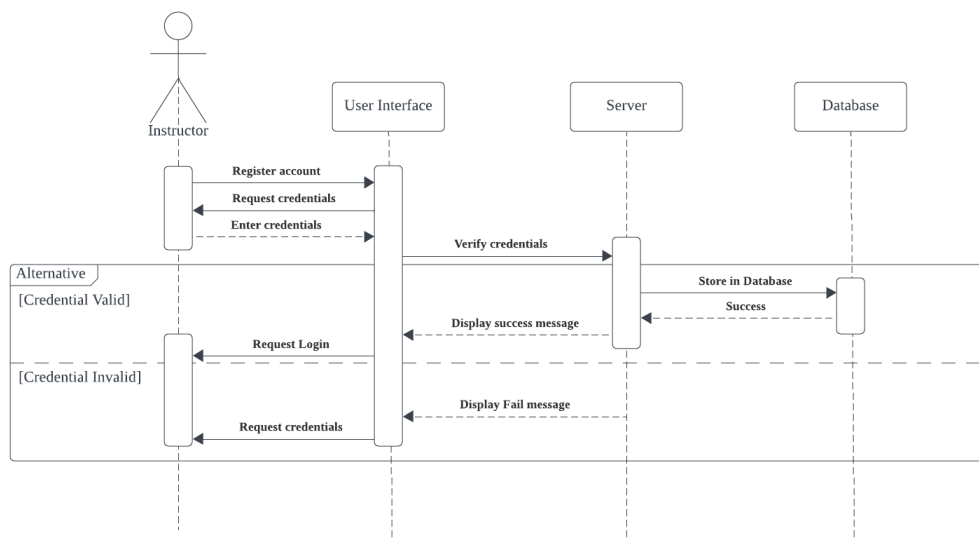 Instructor
User Interface
Server
Database
Register account
Request credentials
Enter credentials
Verify credentials
Alternative
[Credential Valid]
Store in Database
Success
Display success message
Request Login
[Credential Invalid]
Display Fail message
Request credentials